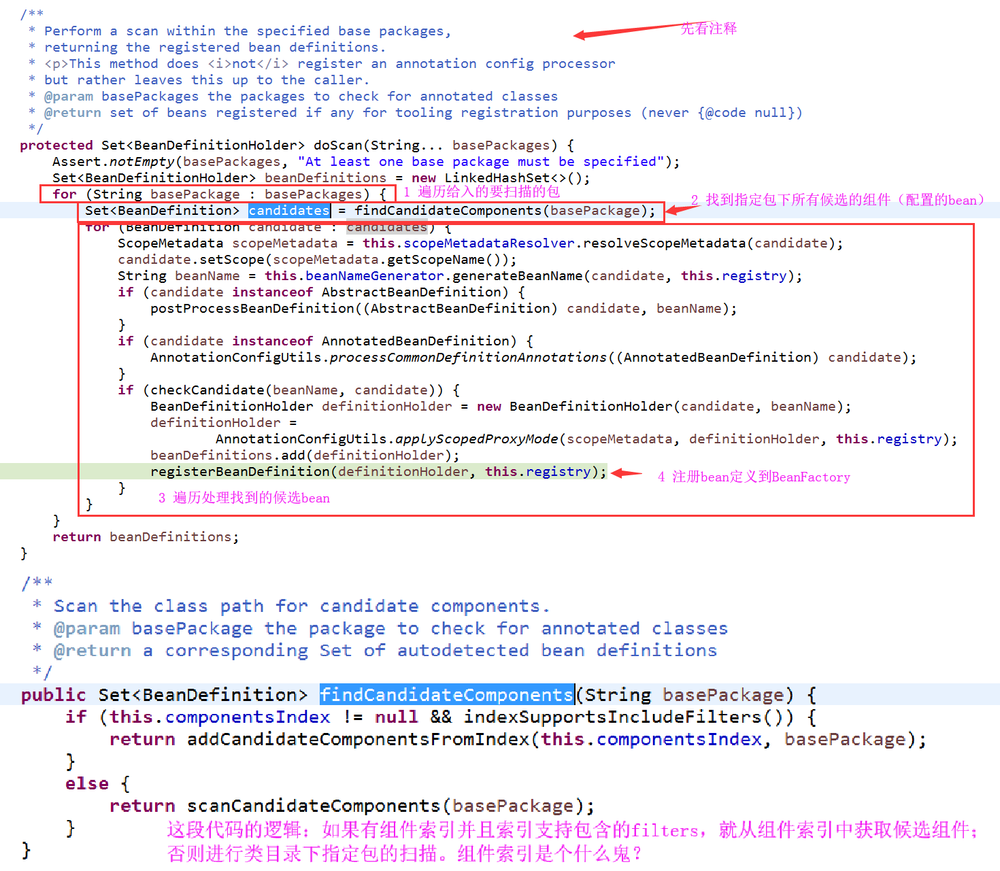 /**
 * Perform a scan within the specified base packages,
先看注释
 * returning the registered bean definitions.
 * <p>This method does <i>not</i> register an annotation config processor
 * but rather leaves this up to the caller.
 * @param basePackages the packages to check for annotated classes
 * @return set of beans registered if any for tooling registration purposes (never {@code null})
 */
protected Set<BeanDefinitionHolder> doScan(String... basePackages) {
    Assert.notEmpty(basePackages, "At least one base package must be specified");
    Set<BeanDefinitionHolder> beanDefinitions = new LinkedHashSet<>();
    for (String basePackage : basePackages) {
1 遍历给入的要扫描的包
        Set<BeanDefinition> candidates = findCandidateComponents(basePackage);
2 找到指定包下所有候选的组件（配置的bean）
        for (BeanDefinition candidate : candidates) {
            ScopeMetadata scopeMetadata = this.scopeMetadataResolver.resolveScopeMetadata(candidate);
            candidate.setScope(scopeMetadata.getScopeName());
            String beanName = this.beanNameGenerator.generateBeanName(candidate, this.registry);
            if (candidate instanceof AbstractBeanDefinition) {
                postProcessBeanDefinition((AbstractBeanDefinition) candidate, beanName);
            }
            if (candidate instanceof AnnotatedBeanDefinition) {
                AnnotationConfigUtils.processCommonDefinitionAnnotations((AnnotatedBeanDefinition) candidate);
            }
            if (checkCandidate(beanName, candidate)) {
                BeanDefinitionHolder definitionHolder = new BeanDefinitionHolder(candidate, beanName);
                definitionHolder =
                        AnnotationConfigUtils.applyScopedProxyMode(scopeMetadata, definitionHolder, this.registry);
                beanDefinitions.add(definitionHolder);
                registerBeanDefinition(definitionHolder, this.registry);
4 注册bean定义到BeanFactory
            }
3 遍历处理找到的候选bean
        }
    }
    return beanDefinitions;
}
/**
 * Scan the class path for candidate components.
 * @param basePackage the package to check for annotated classes
 * @return a corresponding Set of autodetected bean definitions
 */
public Set<BeanDefinition> findCandidateComponents(String basePackage) {
    if (this.componentsIndex != null && indexSupportsIncludeFilters()) {
        return addCandidateComponentsFromIndex(this.componentsIndex, basePackage);
    }
    else {
        return scanCandidateComponents(basePackage);
    }
这段代码的逻辑：如果有组件索引并且索引支持包含的filters，就从组件索引中获取候选组件；
}
否则进行类目录下指定包的扫描。组件索引是个什么鬼？